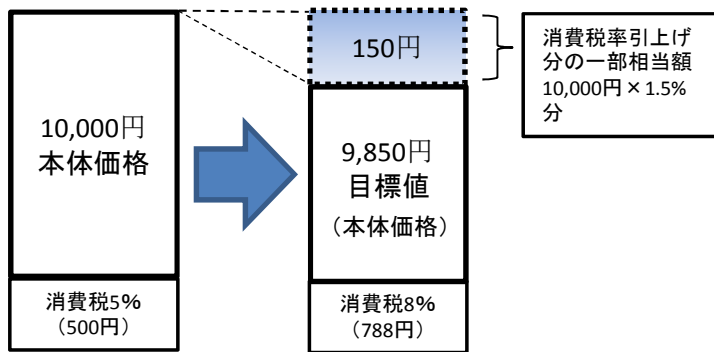 10,000円
本体価格
消費税5%
（500円）
150円
9,850円
目標値
（本体価格）
消費税8%
（788円）
消費税率引上げ
分の一部相当額
10,000円×1.5%
分